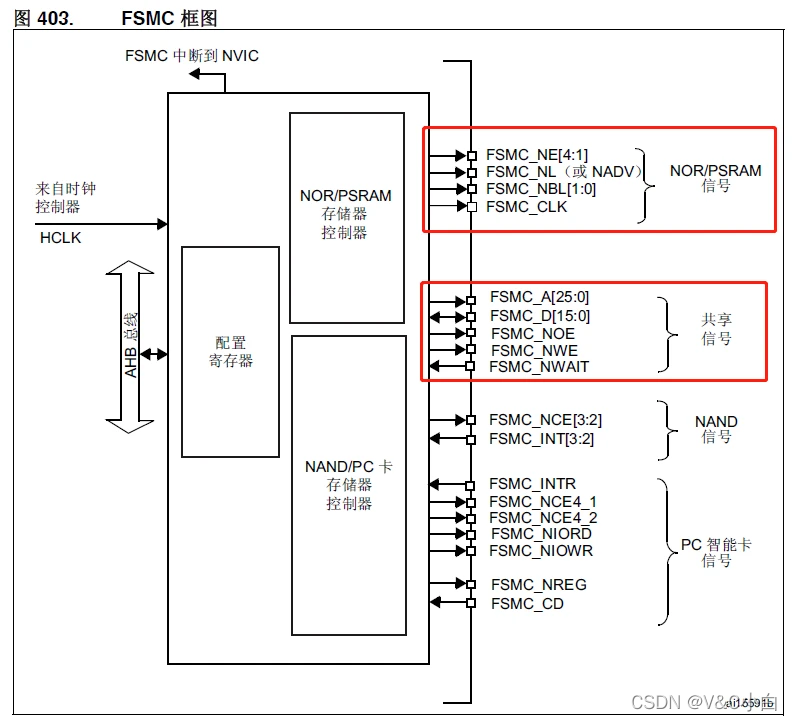 图 403. FSMC 框图
FSMC 中断到 NVIC
来自时钟
控制器
HCLK
AHB 总线
配置
寄存器
NOR/PSRAM
存储器
控制器
NAND/PC 卡
存储器
控制器
FSMC_NE[4:1]
FSMC_NL（或 NADV）
FSMC_NBL[1:0]
FSMC_CLK
NOR/PSRAM
信号
FSMC_A[25:0]
FSMC_D[15:0]
FSMC_NOE
FSMC_NWE
FSMC_NWAIT
共享
信号
FSMC_NCE[3:2]
FSMC_INT[3:2]
NAND
信号
FSMC_INTR
FSMC_NCE4_1
FSMC_NCE4_2
FSMC_NIORD
FSMC_NIOWR
FSMC_NREG
FSMC_CD
PC 智能卡
信号
CSDN @V&C小白